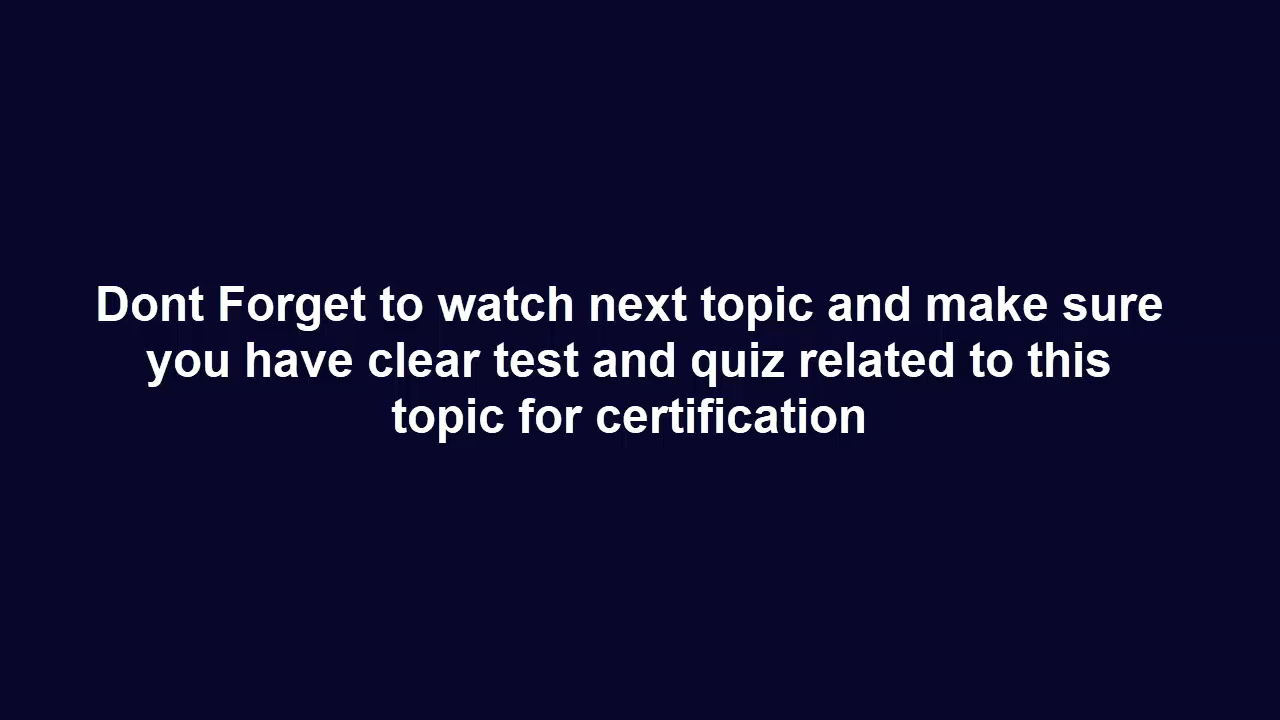 Dont Forget to watch next topic and make sure
you have clear test and quiz related to this
topic for certification